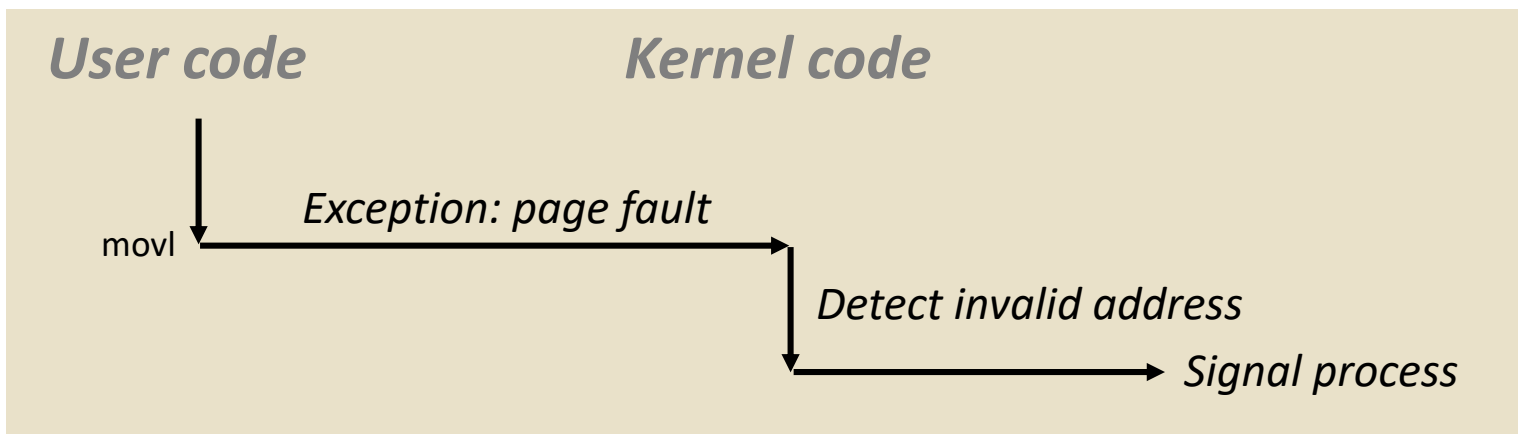 User code
Kernel code
Exception: page fault
movl
Detect invalid address
Signal process